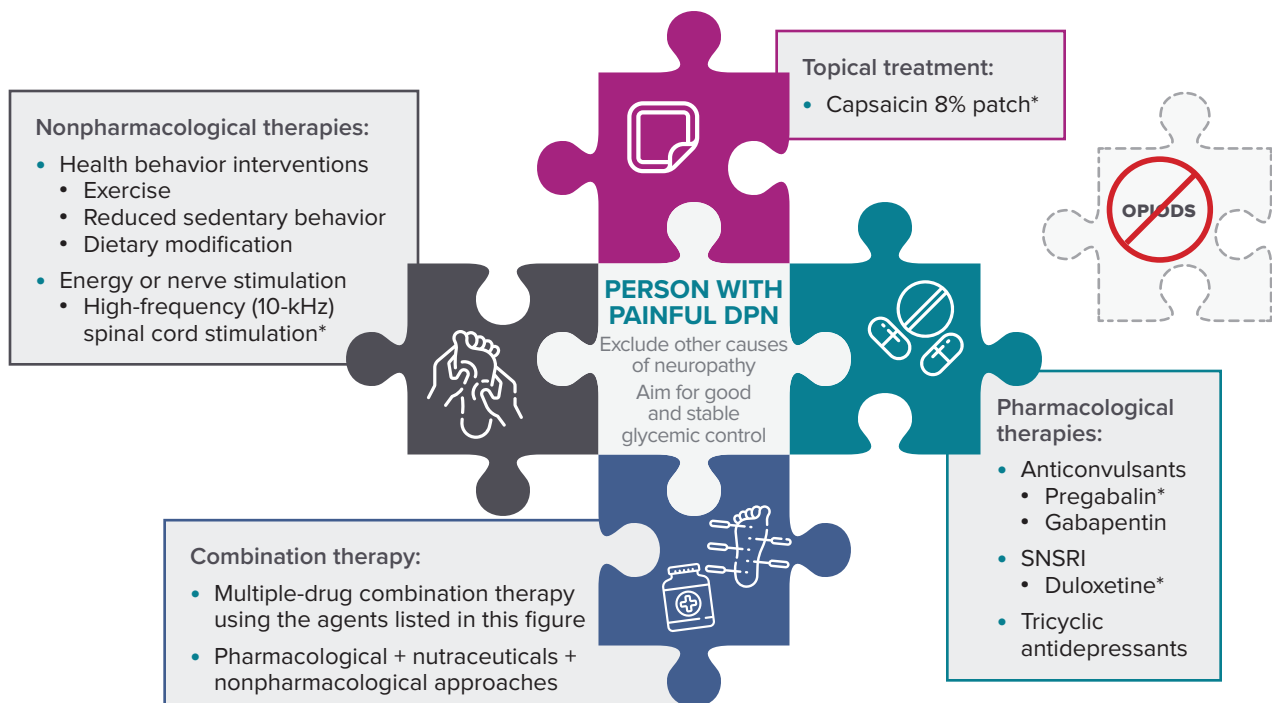 Topical treatment:
• Capsaicin 8% patch*
Nonpharmacological therapies:
• Health behavior interventions
• Exercise
• Reduced sedentary behavior
• Dietary modification
• Energy or nerve stimulation
• High-frequency (10-kHz)
spinal cord stimulation*
OPIODS
PERSON WITH
PAINFUL DPN
Exclude other causes
of neuropathy
Aim for good
and stable
glycemic control
Pharmacological
therapies:
• Anticonvulsants
• Pregabalin*
• Gabapentin
• SNSRI
• Duloxetine*
• Tricyclic
antidepressants
Combination therapy:
• Multiple-drug combination therapy
using the agents listed in this figure
• Pharmacological + nutraceuticals +
nonpharmacological approaches